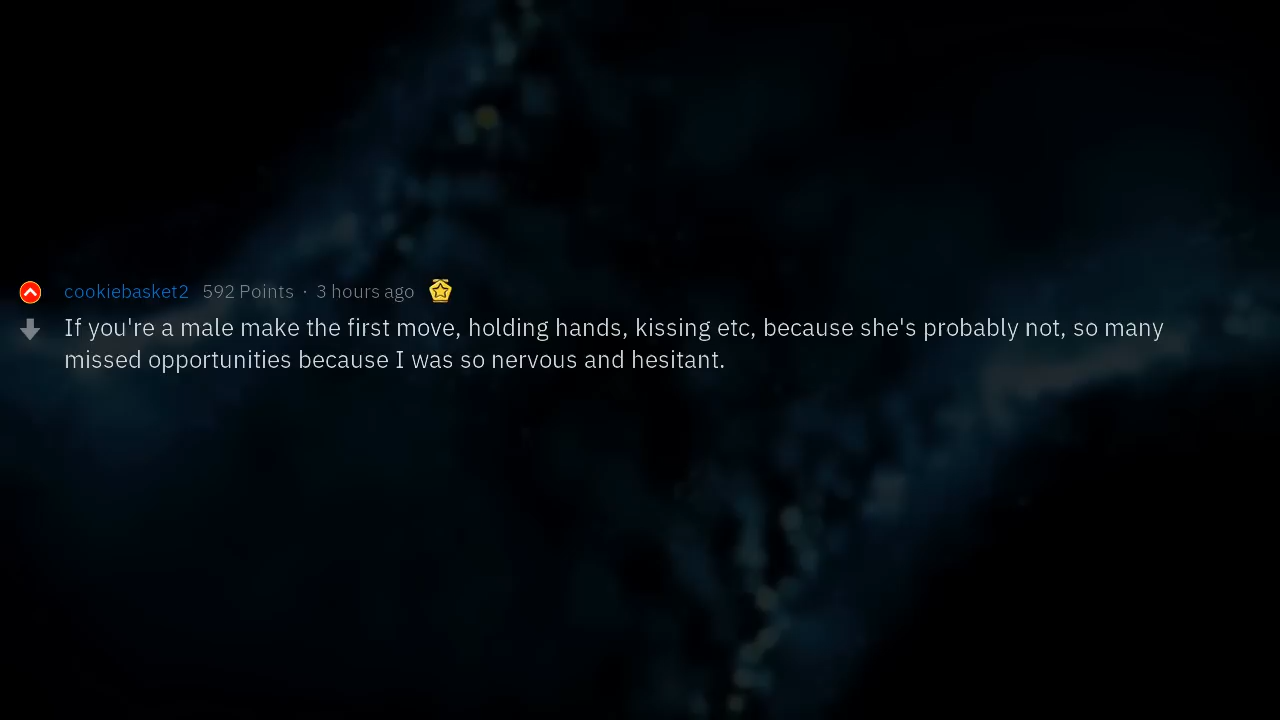 cookiebasket2 592 Points · 3 hours ago
If you're a male make the first move, holding hands, kissing etc, because she's probably not, so many
missed opportunities because I was so nervous and hesitant.